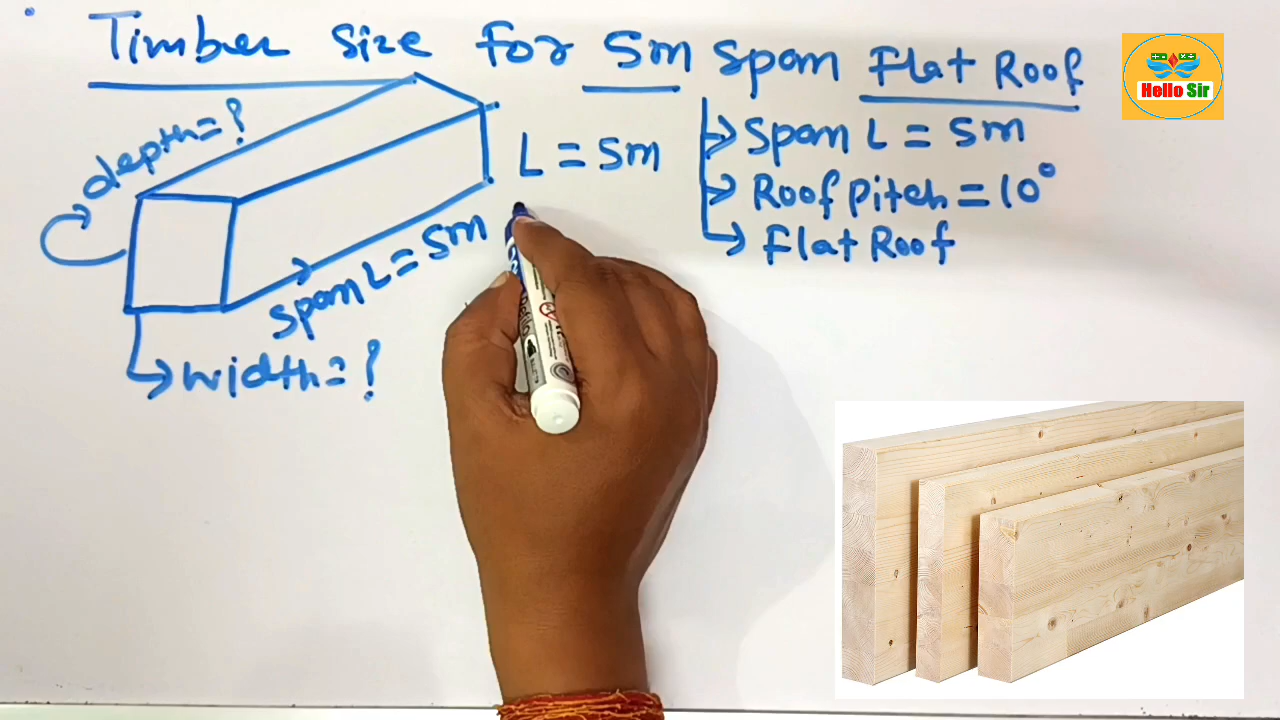 Timber size for 5m span Flat Roof
Hello Sir
depth = ?
L = 5m
Span L = 5m
Roof pitch = 10°
Flat Roof
span L = 5m
width = ?